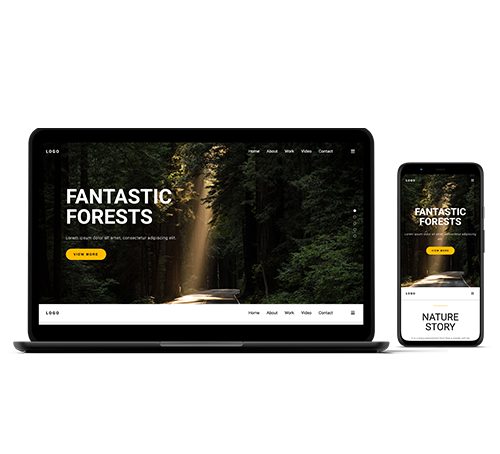 LOGO
Home About Work Video Contact
FANTASTIC
FORESTS
Lorem ipsum dolor sit amet, consectetur adipiscing elit.
VIEW MORE
LOGO
Home About Work Video Contact
LOGO
FANTASTIC
FORESTS
Lorem ipsum dolor sit amet, consectetur adipiscing
VIEW MORE
LOGO
NATURE
STORY